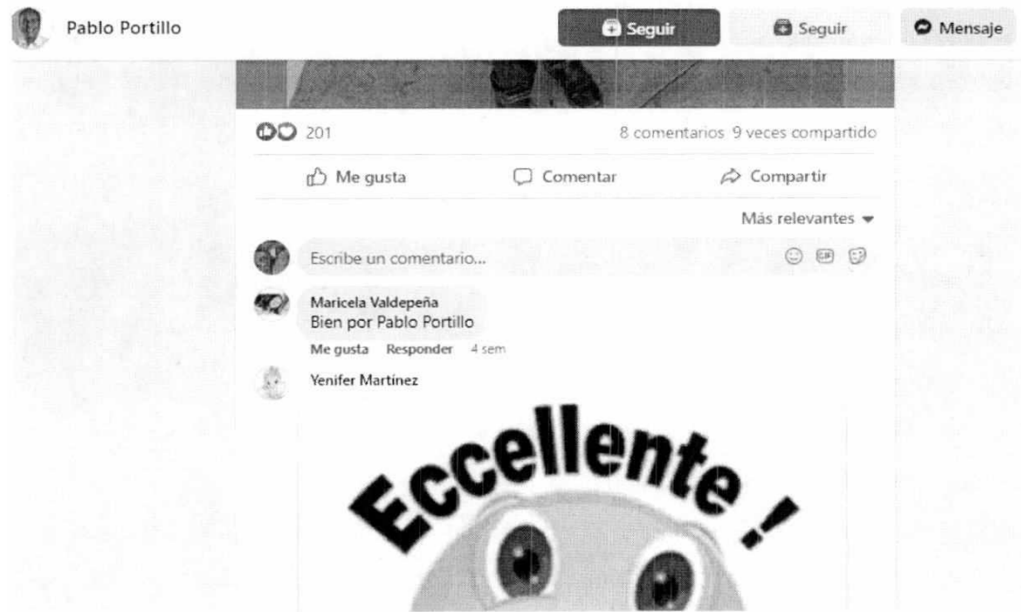 Pablo Portillo
Seguir Seguir Mensaje
201 8 comentarios 9 veces compartido
Me gusta Comentar Compartir
Más relevantes
Escribe un comentario...
GIF
Maricela Valdepeña
Bien por Pablo Portillo
Me gusta Responder 4 sem
Yenifer Martínez
Eccellente !